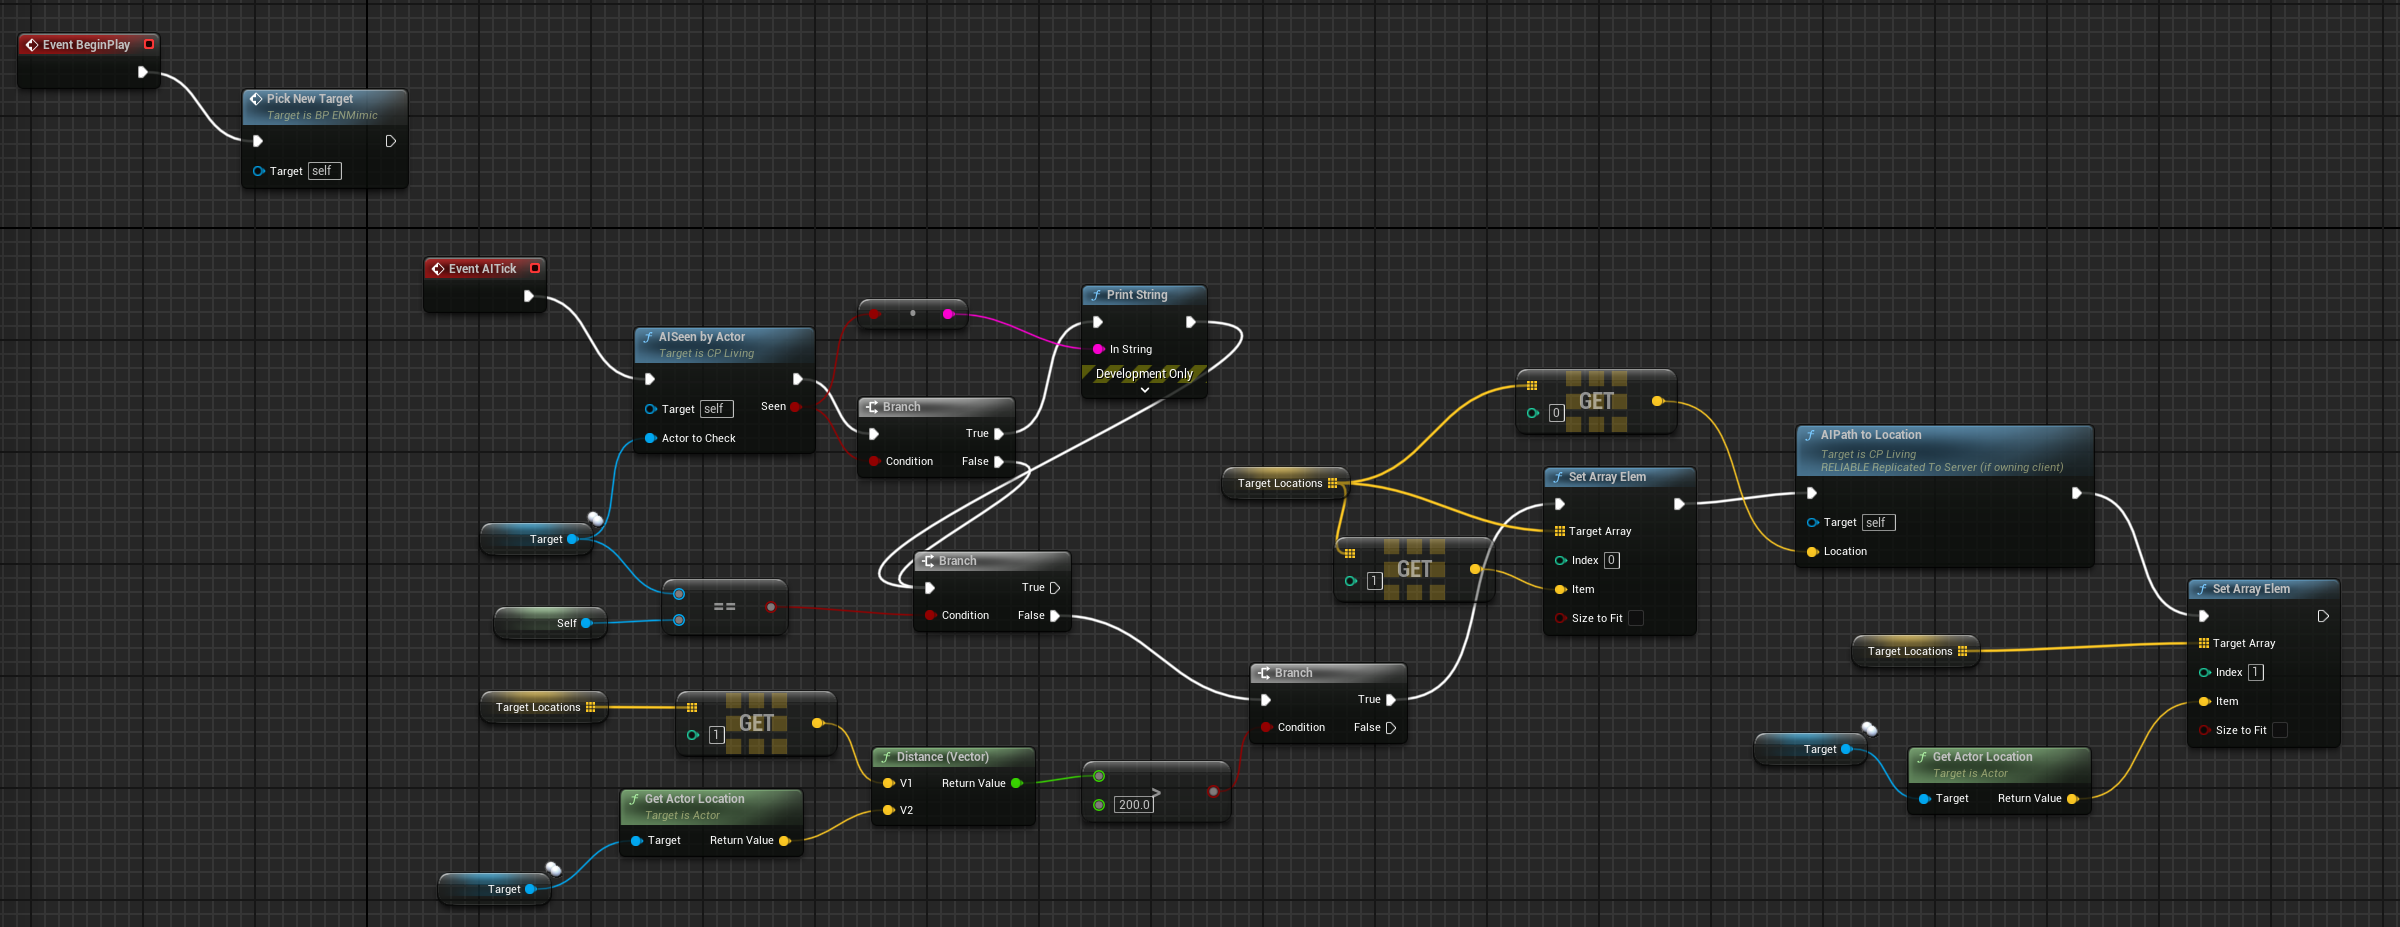 Event BeginPlay
Pick New Target
Target is BP ENMimic
Target self
Event AITick
AISeen by Actor
Target is CP Living
Target self
Seen
Actor to Check
Branch
True
Condition
False
Print String
In String
Development Only
Target
Self
==
Branch
True
Condition
False
Target Locations
GET
1
Get Actor Location
Target is Actor
Target
Return Value
Target
Distance (Vector)
V1
Return Value
V2
>
200.0
Branch
True
Condition
False
Target Locations
GET
0
GET
1
Set Array Elem
Target Array
Index 0
Item
Size to Fit
AIPath to Location
Target is CP Living
RELIABLE Replicated To Server (if owning client)
Target self
Location
Target Locations
Target
Get Actor Location
Target is Actor
Target
Return Value
Set Array Elem
Target Array
Index 1
Item
Size to Fit